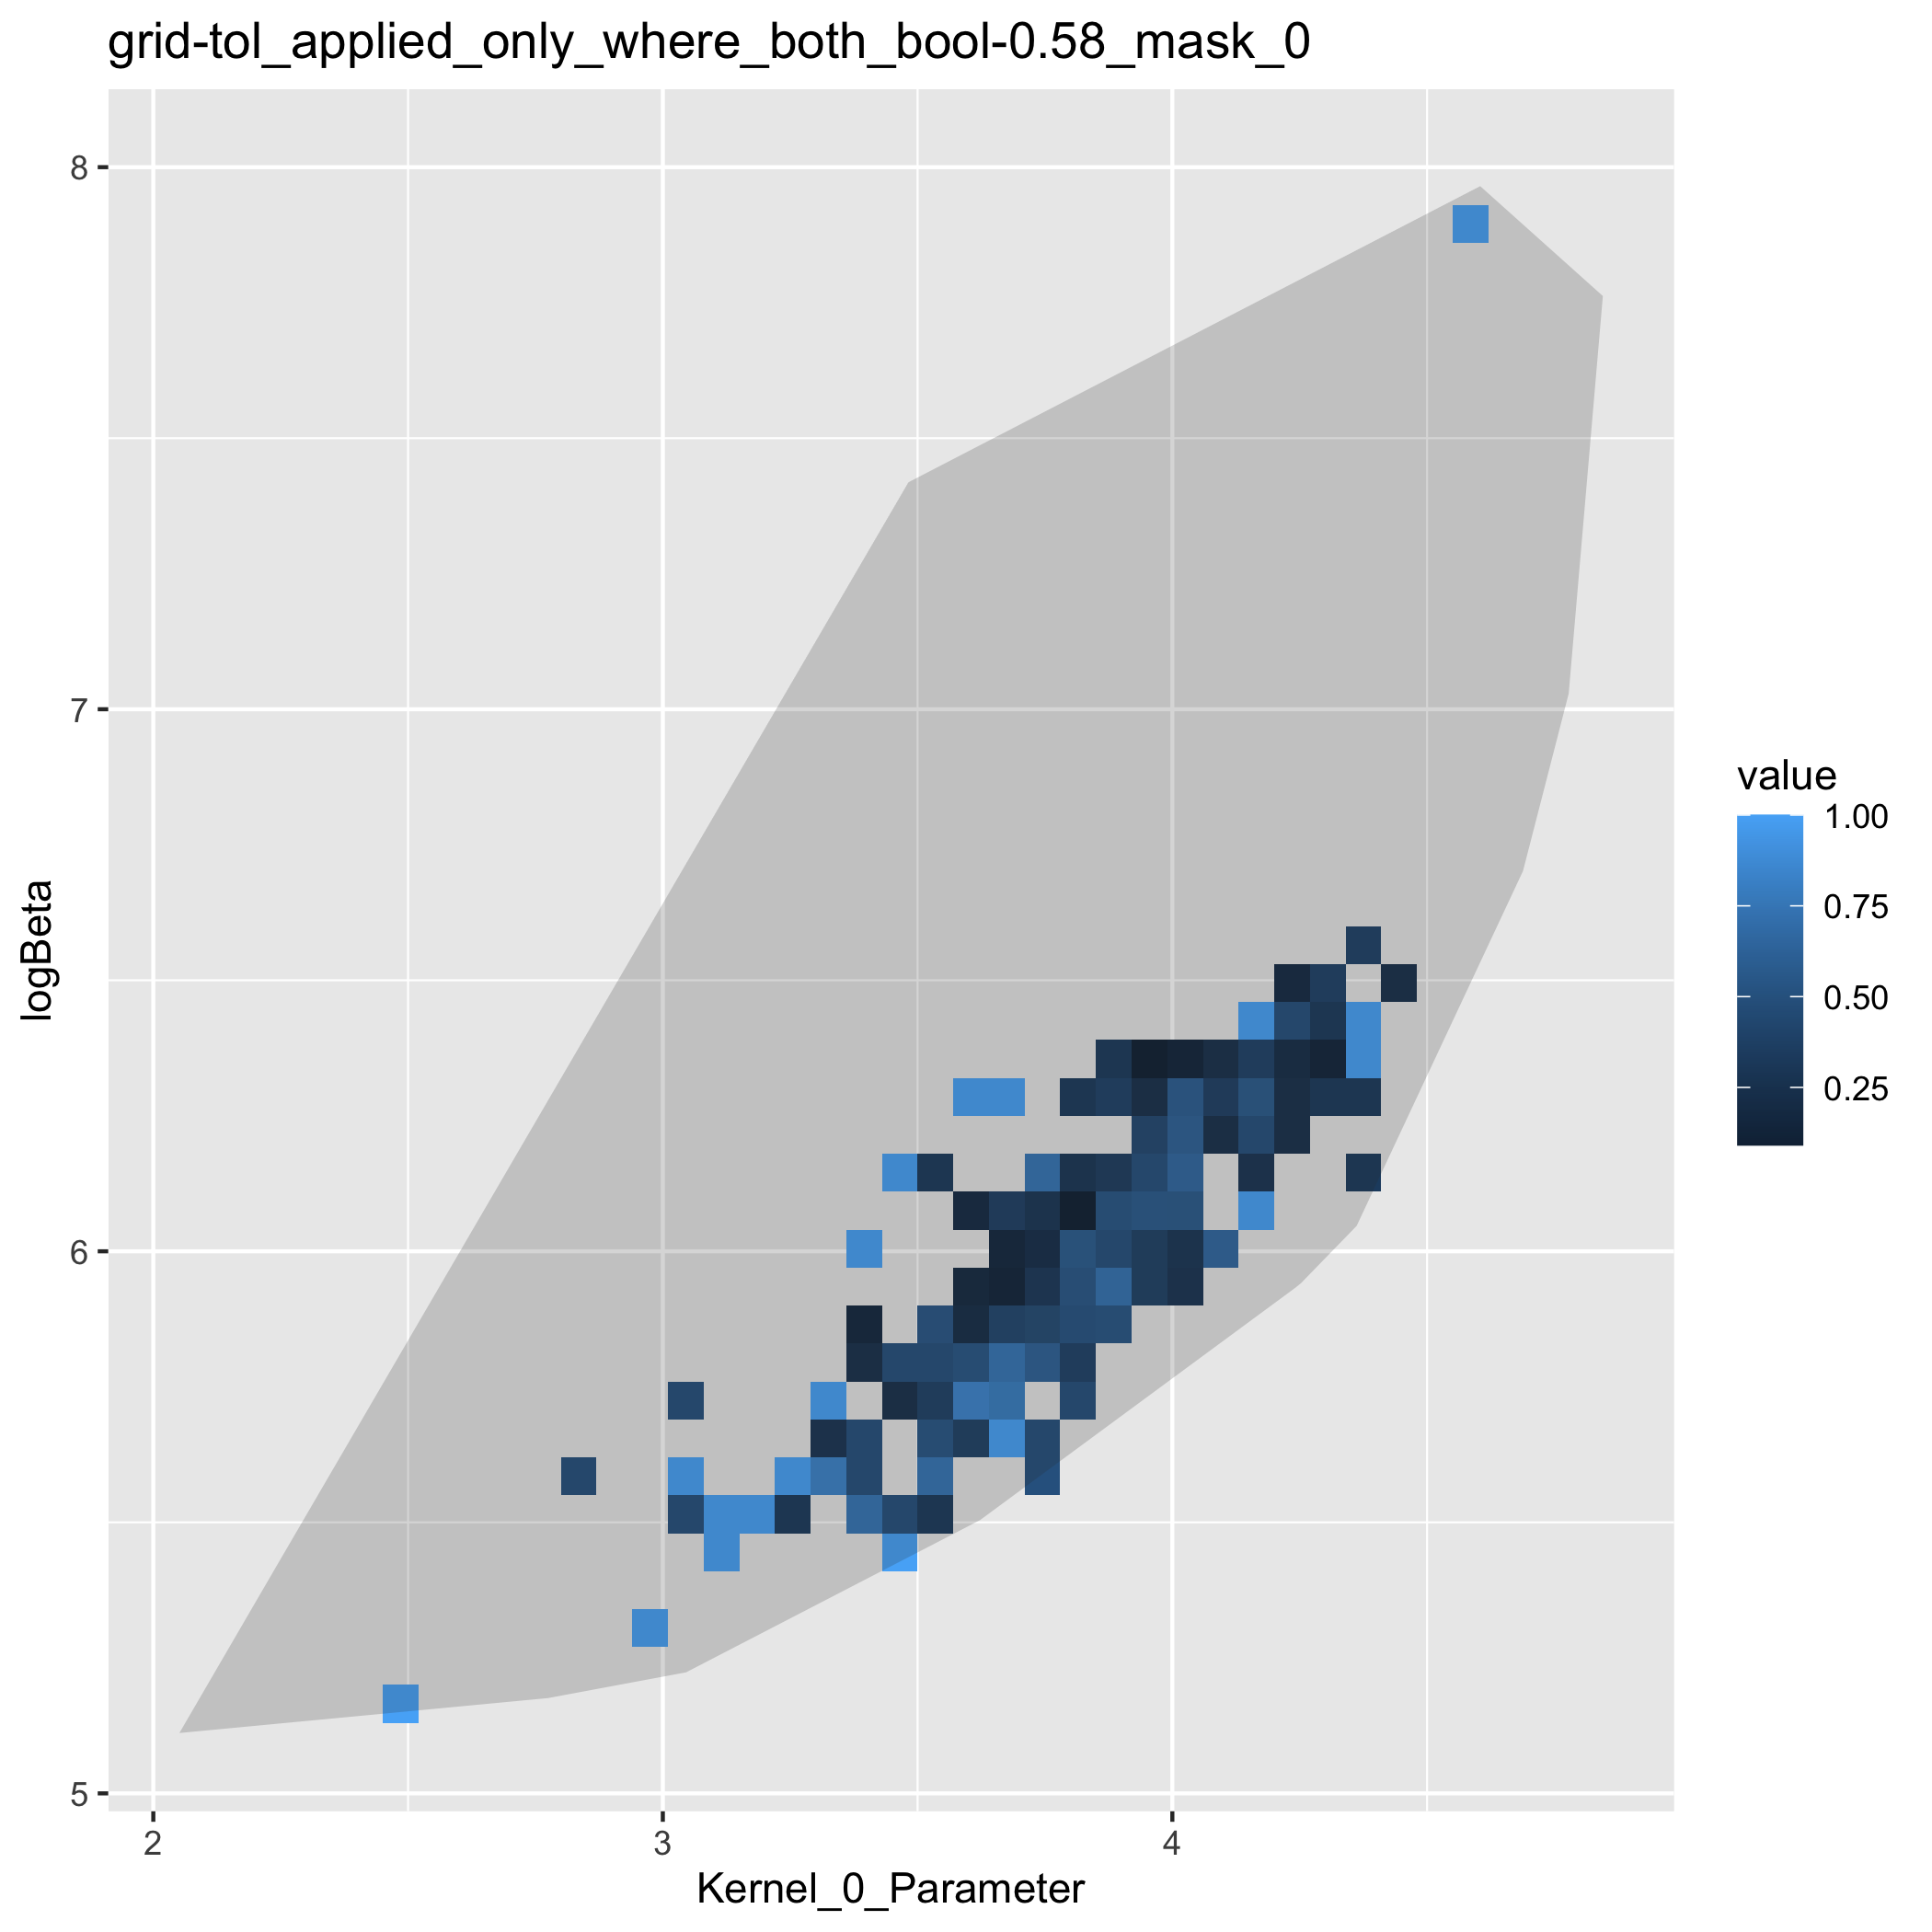 grid-tol_applied_only_where_both_bool-0.58_mask_0
8
7
6
5
logBeta
2
3
4
Kernel_0_Parameter
value
1.00
0.75
0.50
0.25